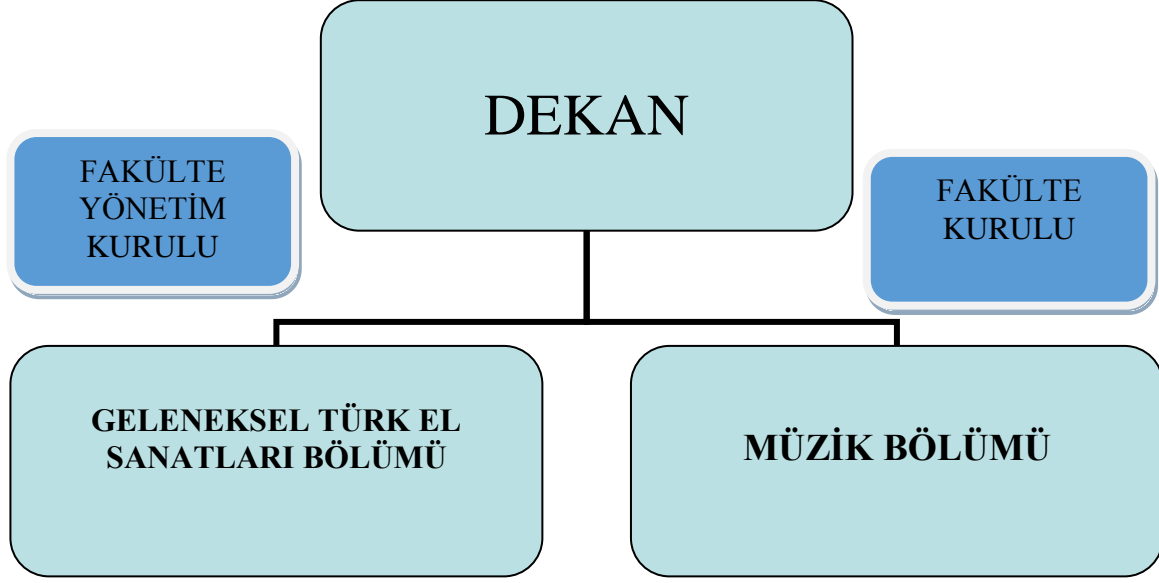 DEKAN
FAKÜLTE
YÖNETİM
KURULU
FAKÜLTE
KURULU
GELENEKSEL TÜRK EL
SANATLARI BÖLÜMÜ
MÜZİK BÖLÜMÜ